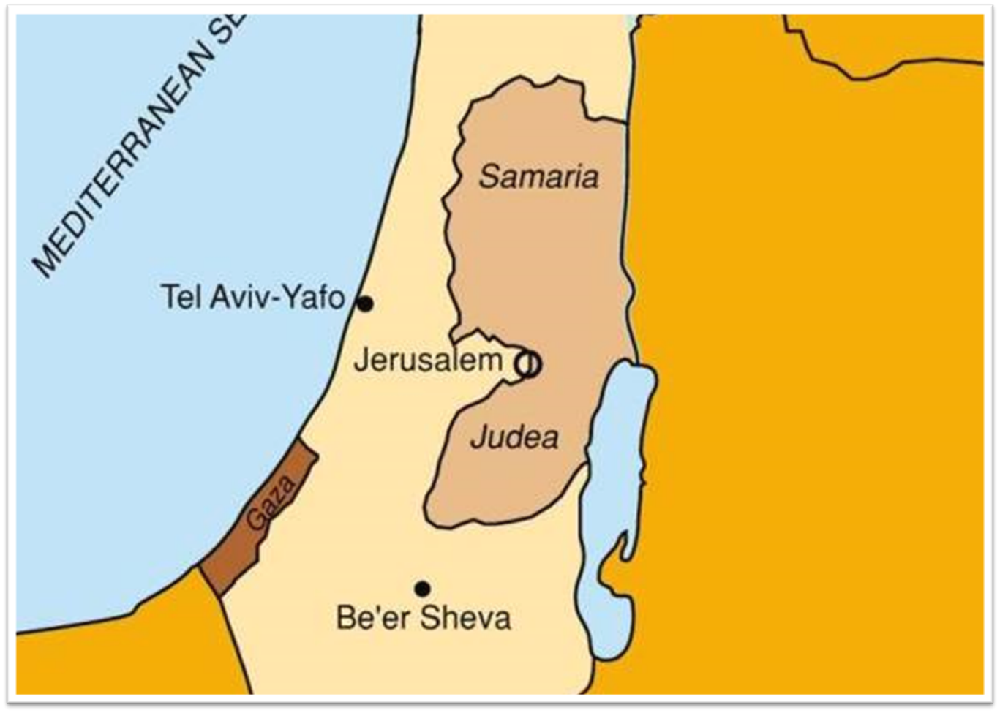 MEDITERRANEAN SE
Samaria
Tel Aviv-Yafo
Jerusalem
Judea
Gaza
Be'er Sheva